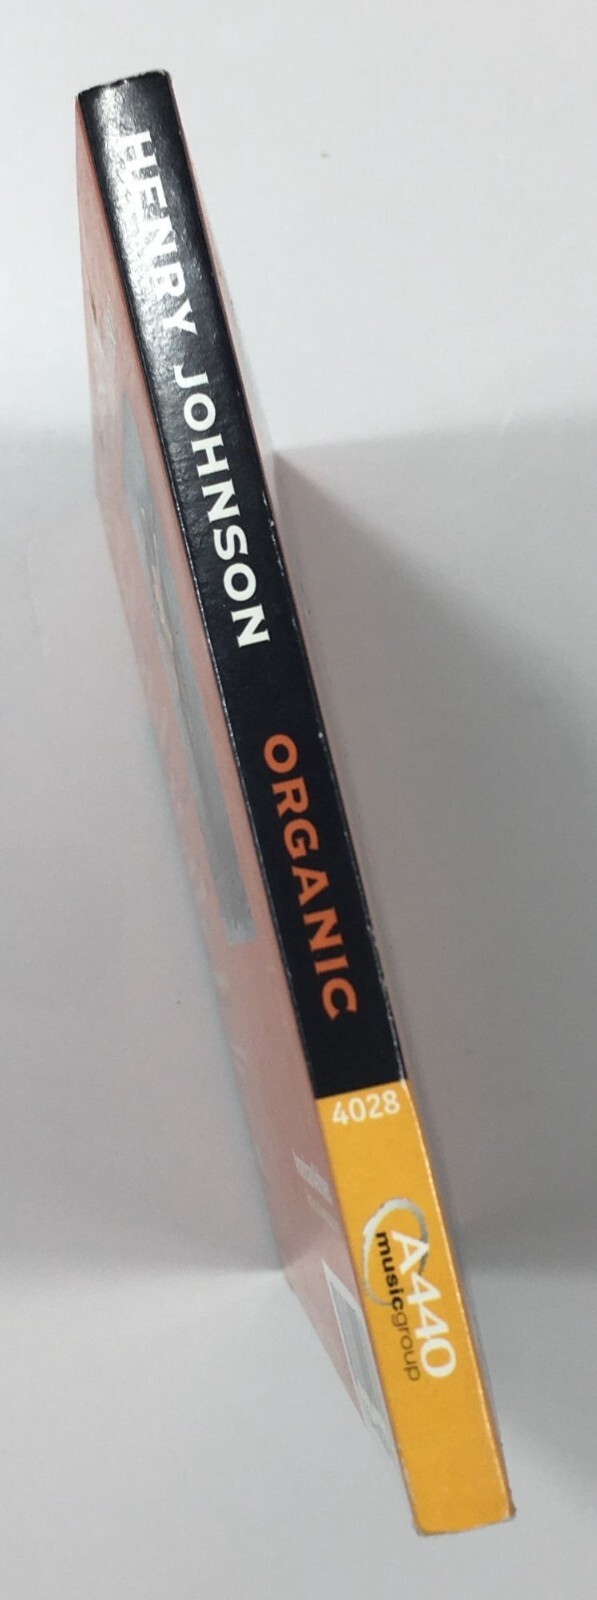 HENRY JOHNSON ORGANIC
4028
A440
musicgroup